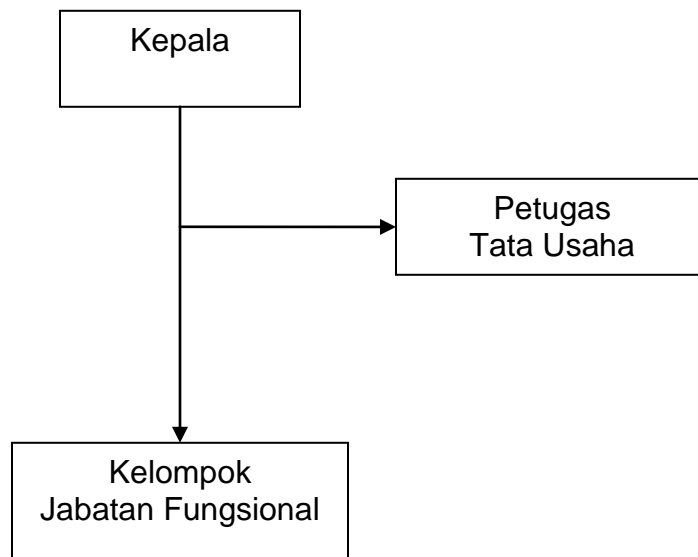 Kepala
Petugas
Tata Usaha
Kelompok
Jabatan Fungsional